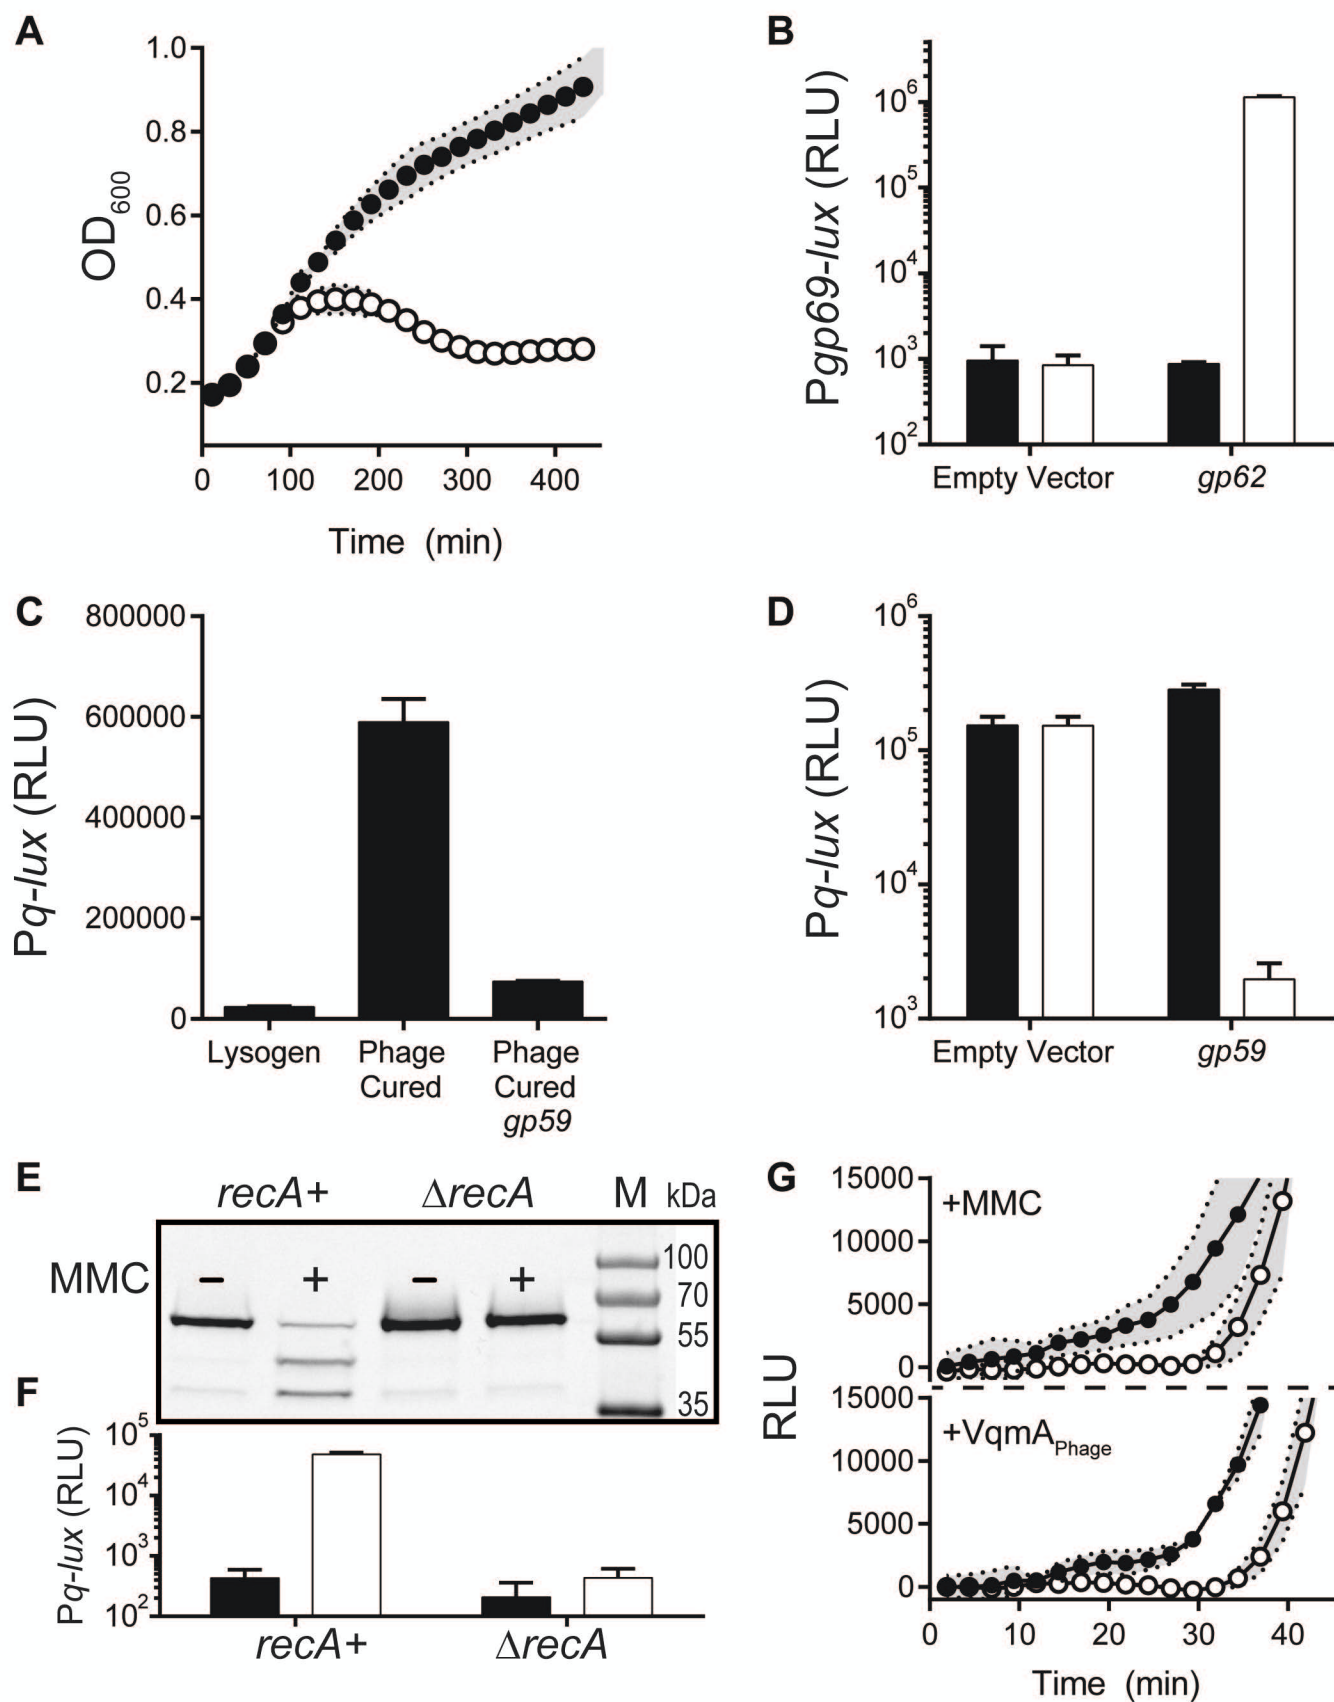 A
1.0
0.8
0.6
0.4
0.2
OD600
0
100
200
300
400
Time (min)
B
10^6
10^5
10^4
10^3
10^2
Pgp69-lux (RLU)
Empty Vector
gp62
C
800000
600000
400000
200000
0
Pq-lux (RLU)
Lysogen
Phage
Cured
Phage
Cured
gp59
D
10^6
10^5
10^4
10^3
Pq-lux (RLU)
Empty Vector
gp59
E
recA+
ΔrecA
M kDa
MMC − + − +
100
70
55
35
F
10^5
10^4
10^3
10^2
Pq-lux (RLU)
recA+
ΔrecA
G
15000
10000
5000
0
+MMC
RLU
15000
10000
5000
0
+VqmAPhage
0
10
20
30
40
Time (min)